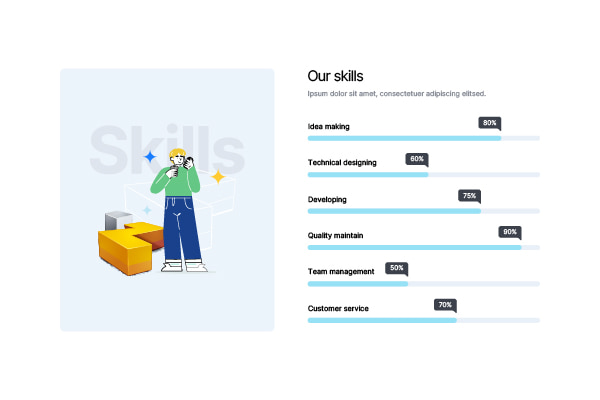 Skills
Our skills
Ipsum dolor sit amet, consectetuer adipiscing elitsed.
80%
Idea making
60%
Technical designing
75%
Developing
90%
Quality maintain
50%
Team management
70%
Customer service